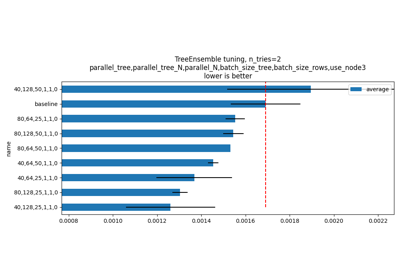 TreeEnsemble tuning, n_tries=2
parallel_tree,parallel_tree_N,parallel_N,batch_size_tree,batch_size_rows,use_node3
lower is better
40,128,50,1,1,0
average
baseline
80,64,25,1,1,0
80,128,50,1,1,0
name
80,64,50,1,1,0
40,64,50,1,1,0
40,64,25,1,1,0
80,128,25,1,1,0
40,128,25,1,1,0
0.0008 0.0010 0.0012 0.0014 0.0016 0.0018 0.0020 0.0022